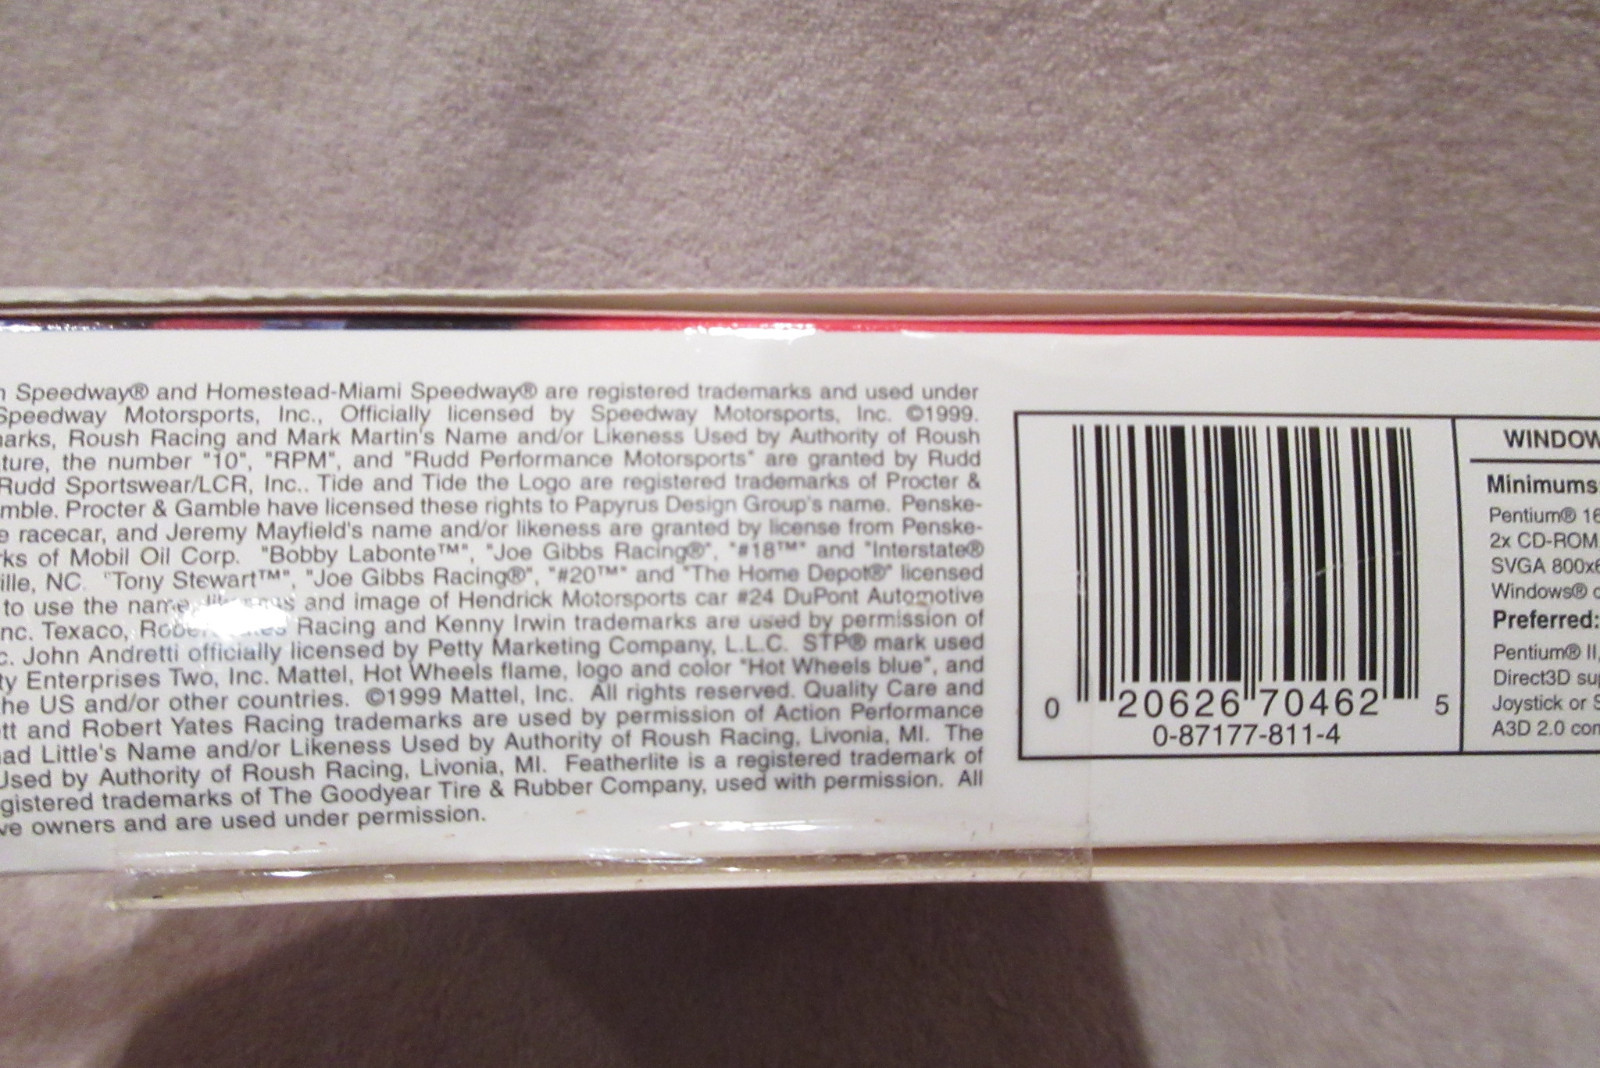 Speedway® and Homestead-Miami Speedway® are registered trademarks and used under
Speedway Motorsports, Inc., Officially licensed by Speedway Motorsports, Inc. ©1999.
arks, Roush Racing and Mark Martin's Name and/or Likeness Used by Authority of Roush
ture, the number "10", "RPM", and "Rudd Performance Motorsports" are granted by Rudd
Rudd Sportswear/LCR, Inc.. Tide and Tide the Logo are registered trademarks of Procter &
mble. Procter & Gamble have licensed these rights to Papyrus Design Group's name. Penske-
e racecar, and Jeremy Mayfield's name and/or likeness are granted by license from Penske-
ks of Mobil Oil Corp. "Bobby Labonte™", "Joe Gibbs Racing®", "#18™" and "Interstate®
ille, NC. "Tony Stewart™", "Joe Gibbs Racing®", "#20™" and "The Home Depot®" licensed
to use the name, and image of Hendrick Motorsports car #24 DuPont Automotive
nc. Texaco, Racing and Kenny Irwin trademarks are used by permission of
c. John Andretti officially licensed by Petty Marketing Company, L.L.C. STP® mark used
ty Enterprises Two, Inc. Mattel, Hot Wheels flame, logo and color "Hot Wheels blue", and
he US and/or other countries. ©1999 Mattel, Inc. All rights reserved. Quality Care and
tt and Robert Yates Racing trademarks are used by permission of Action Performance
ad Little's Name and/or Likeness Used by Authority of Roush Racing, Livonia, MI. The
Used by Authority of Roush Racing, Livonia, MI. Featherlite is a registered trademark of
gistered trademarks of The Goodyear Tire & Rubber Company, used with permission. All
ve owners and are used under permission.
0 20626 70462 5
0-87177-811-4
WINDOW
Minimums
Pentium® 16
2x CD-ROM
SVGA 800x6
Windows®
Preferred:
Pentium® II,
Direct3D sup
Joystick or S
A3D 2.0 com